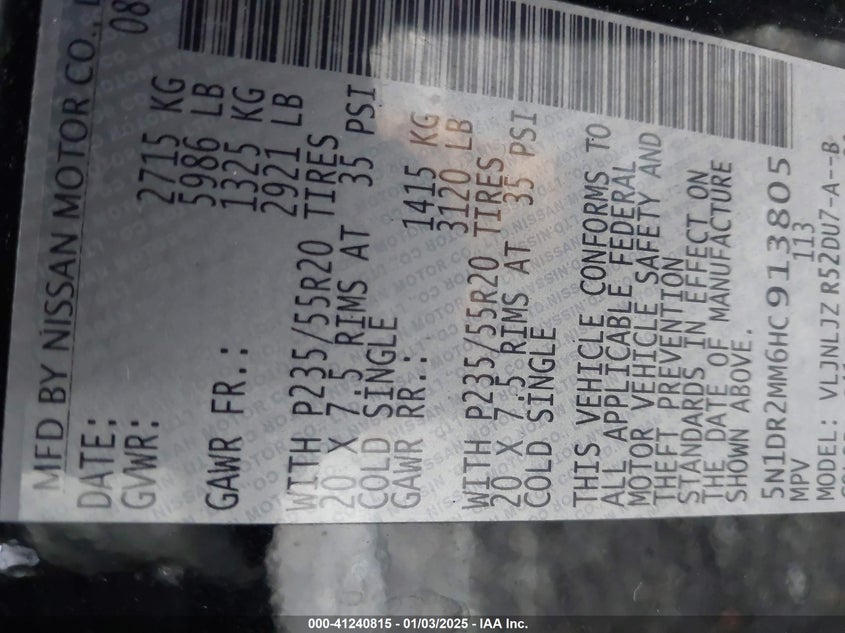 MFD BY NISSAN MOTOR CO.,
DATE: 08
GVWR: 2715 KG
5986 LB
GAWR FR.: 1325 KG
2921 LB
WITH P235/55R20 TIRES
20 X 7.5 RIMS AT 35 PSI
COLD SINGLE
GAWR RR.: 1415 KG
3120 LB
WITH P235/55R20 TIRES
20 X 7.5 RIMS AT 35 PSI
COLD SINGLE
THIS VEHICLE CONFORMS TO
ALL APPLICABLE FEDERAL
MOTOR VEHICLE SAFETY AND
THEFT PREVENTION
STANDARDS IN EFFECT ON
THE DATE OF MANUFACTURE
SHOWN ABOVE.
5N1DR2MM6HC913805
MPV 113
MODEL: VLJNLJZ R52DU7-A--B
000-41240815 - 01/03/2025 - IAA Inc.